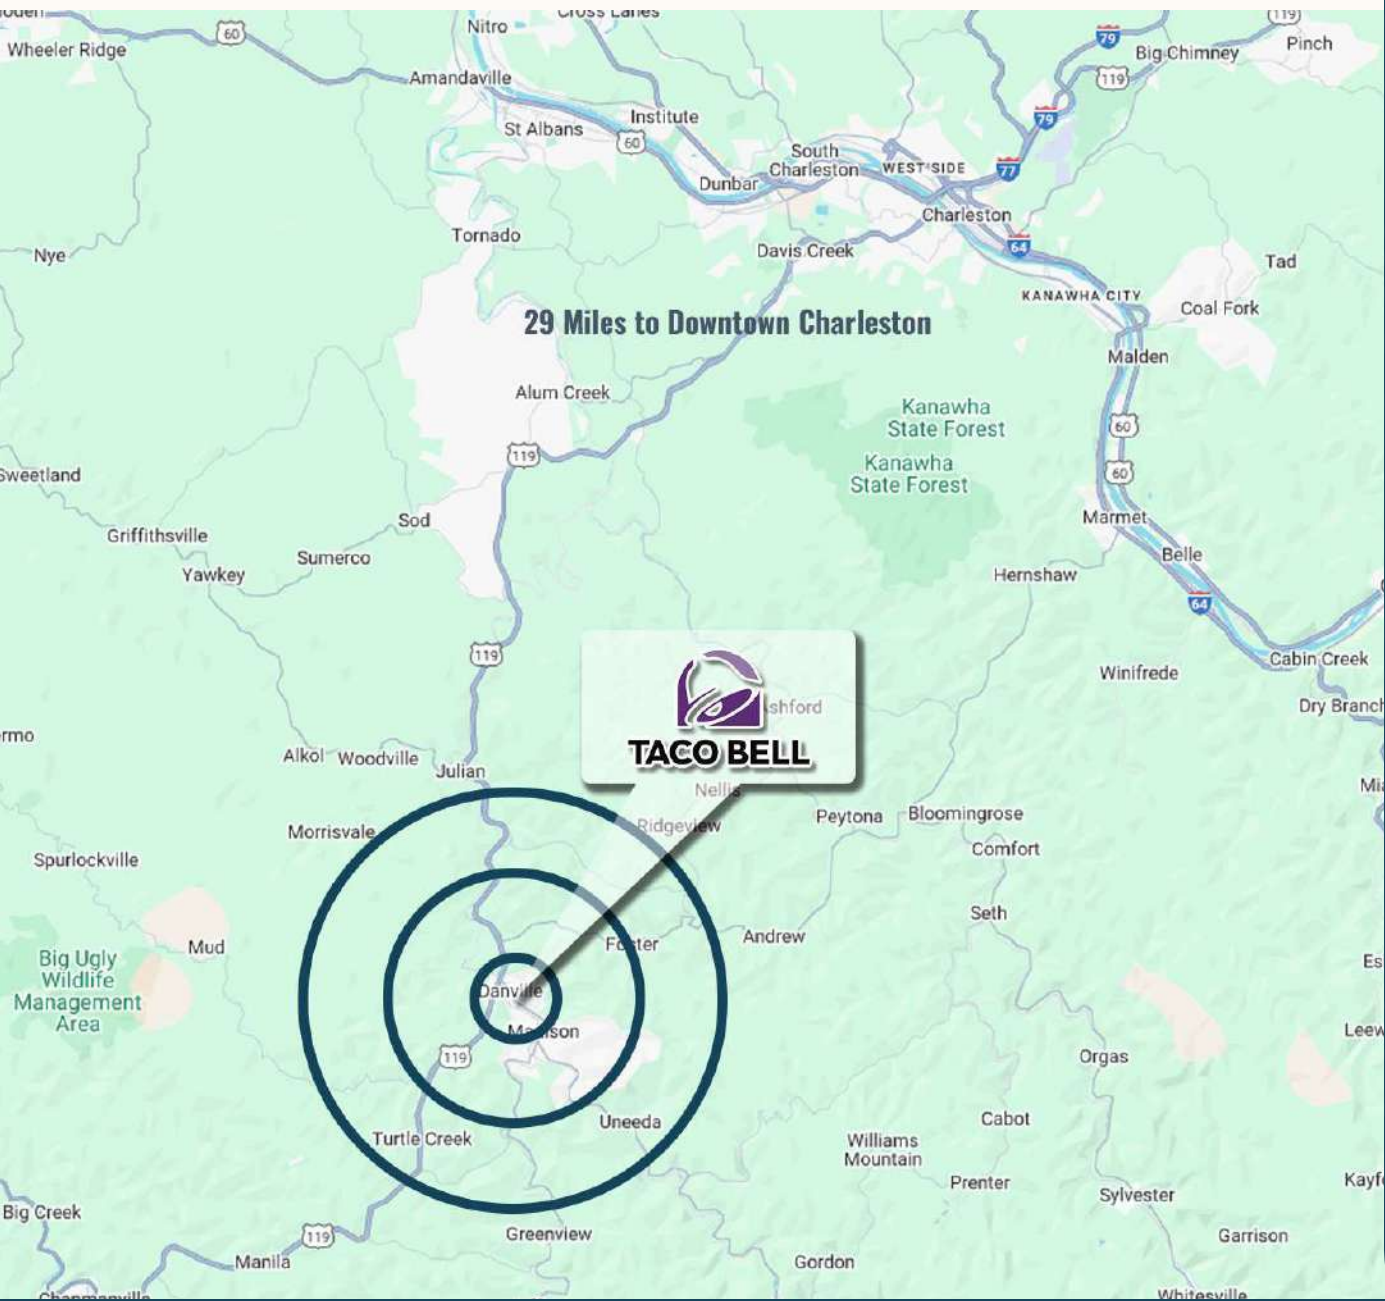 Nitro
60
Wheeler Ridge
Amandaville
St Albans
Institute
60
119
79
Big Chimney
Pinch
119
79
South
Charleston
WEST SIDE
77
Dunbar
Charleston
Tornado
Davis Creek
64
Nye
Tad
KANAWHA CITY
Coal Fork
29 Miles to Downtown Charleston
Malden
Alum Creek
Kanawha
State Forest
60
119
Kanawha
State Forest
60
Sweetland
Marmet
Sod
Griffithsville
Sumerco
Yawkey
Belle
Hernshaw
64
119
Cabin Creek
Winifrede
Dry Branch
TACO BELL
Alkol
Woodville
Julian
Nellis
Ridgeview
Morrisvale
Peytona
Bloomingrose
Comfort
Spurlockville
Seth
Mud
Foster
Andrew
Big Ugly
Wildlife
Management
Area
Danville
Madison
119
Orgas
Uneeda
Cabot
Turtle Creek
Williams
Mountain
Prenter
Sylvester
Big Creek
119
Greenview
Garrison
Manila
Gordon
Whitesville